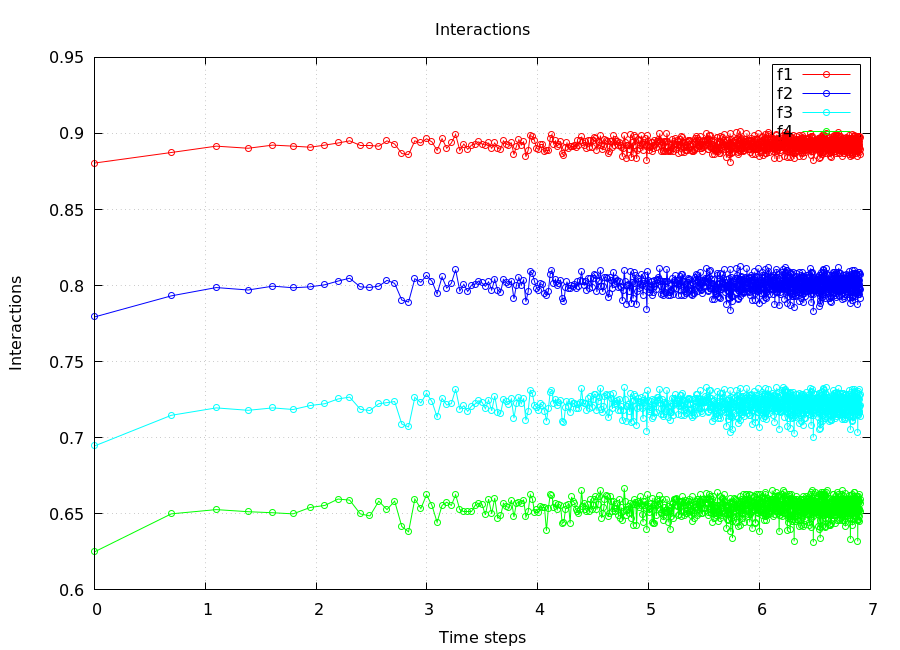 Interactions
0.95
0.9
0.85
0.8
0.75
0.7
0.65
0.6
Interactions
f1
f2
f3
f4
0 1 2 3 4 5 6 7
Time steps